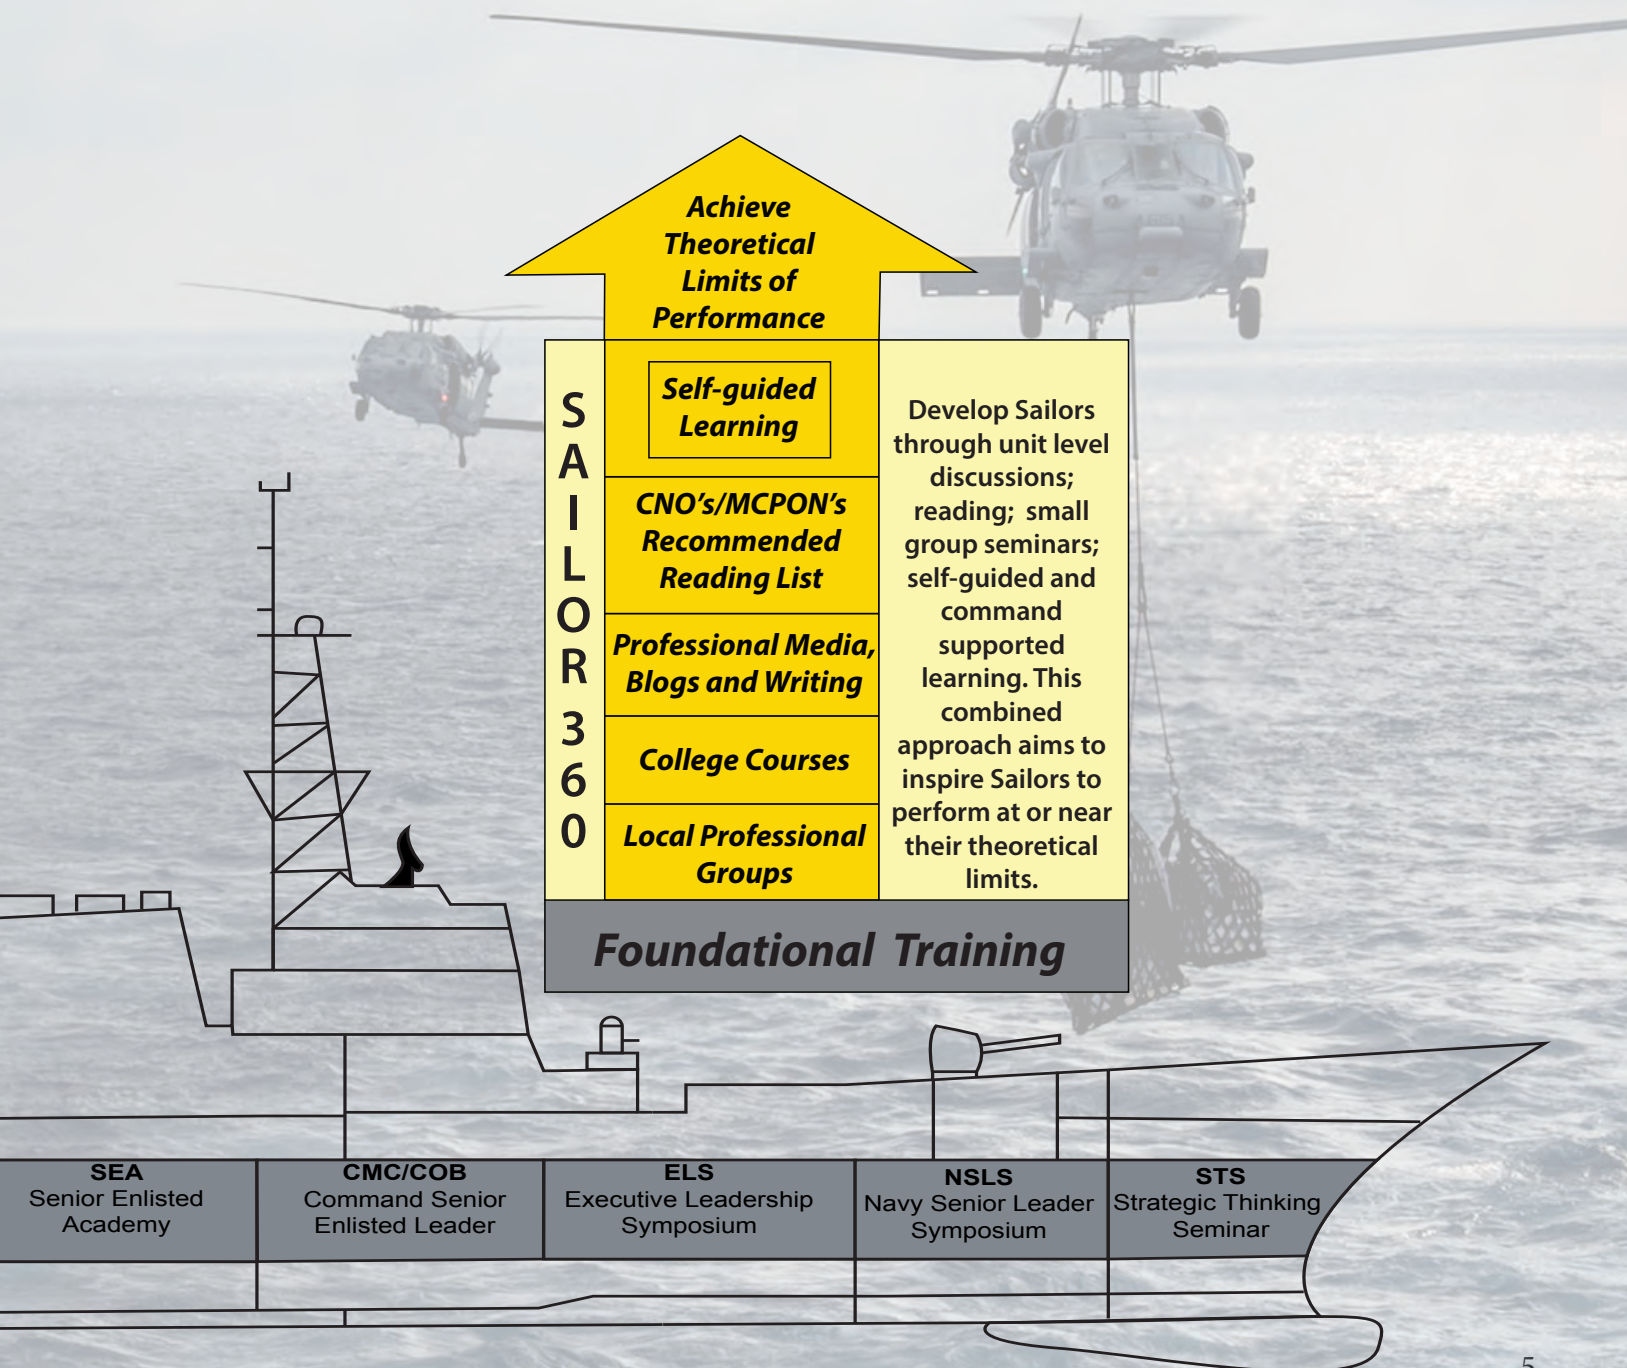 Achieve
Theoretical
Limits of
Performance
SAILOR 360
Self-guided
Learning
CNO’s/MCPON’s
Recommended
Reading List
Professional Media,
Blogs and Writing
College Courses
Local Professional
Groups
Develop Sailors
through unit level
discussions;
reading; small
group seminars;
self-guided and
command
supported
learning. This
combined
approach aims to
inspire Sailors to
perform at or near
their theoretical
limits.
Foundational Training
SEA
Senior Enlisted
Academy
CMC/COB
Command Senior
Enlisted Leader
ELS
Executive Leadership
Symposium
NSLS
Navy Senior Leader
Symposium
STS
Strategic Thinking
Seminar
5